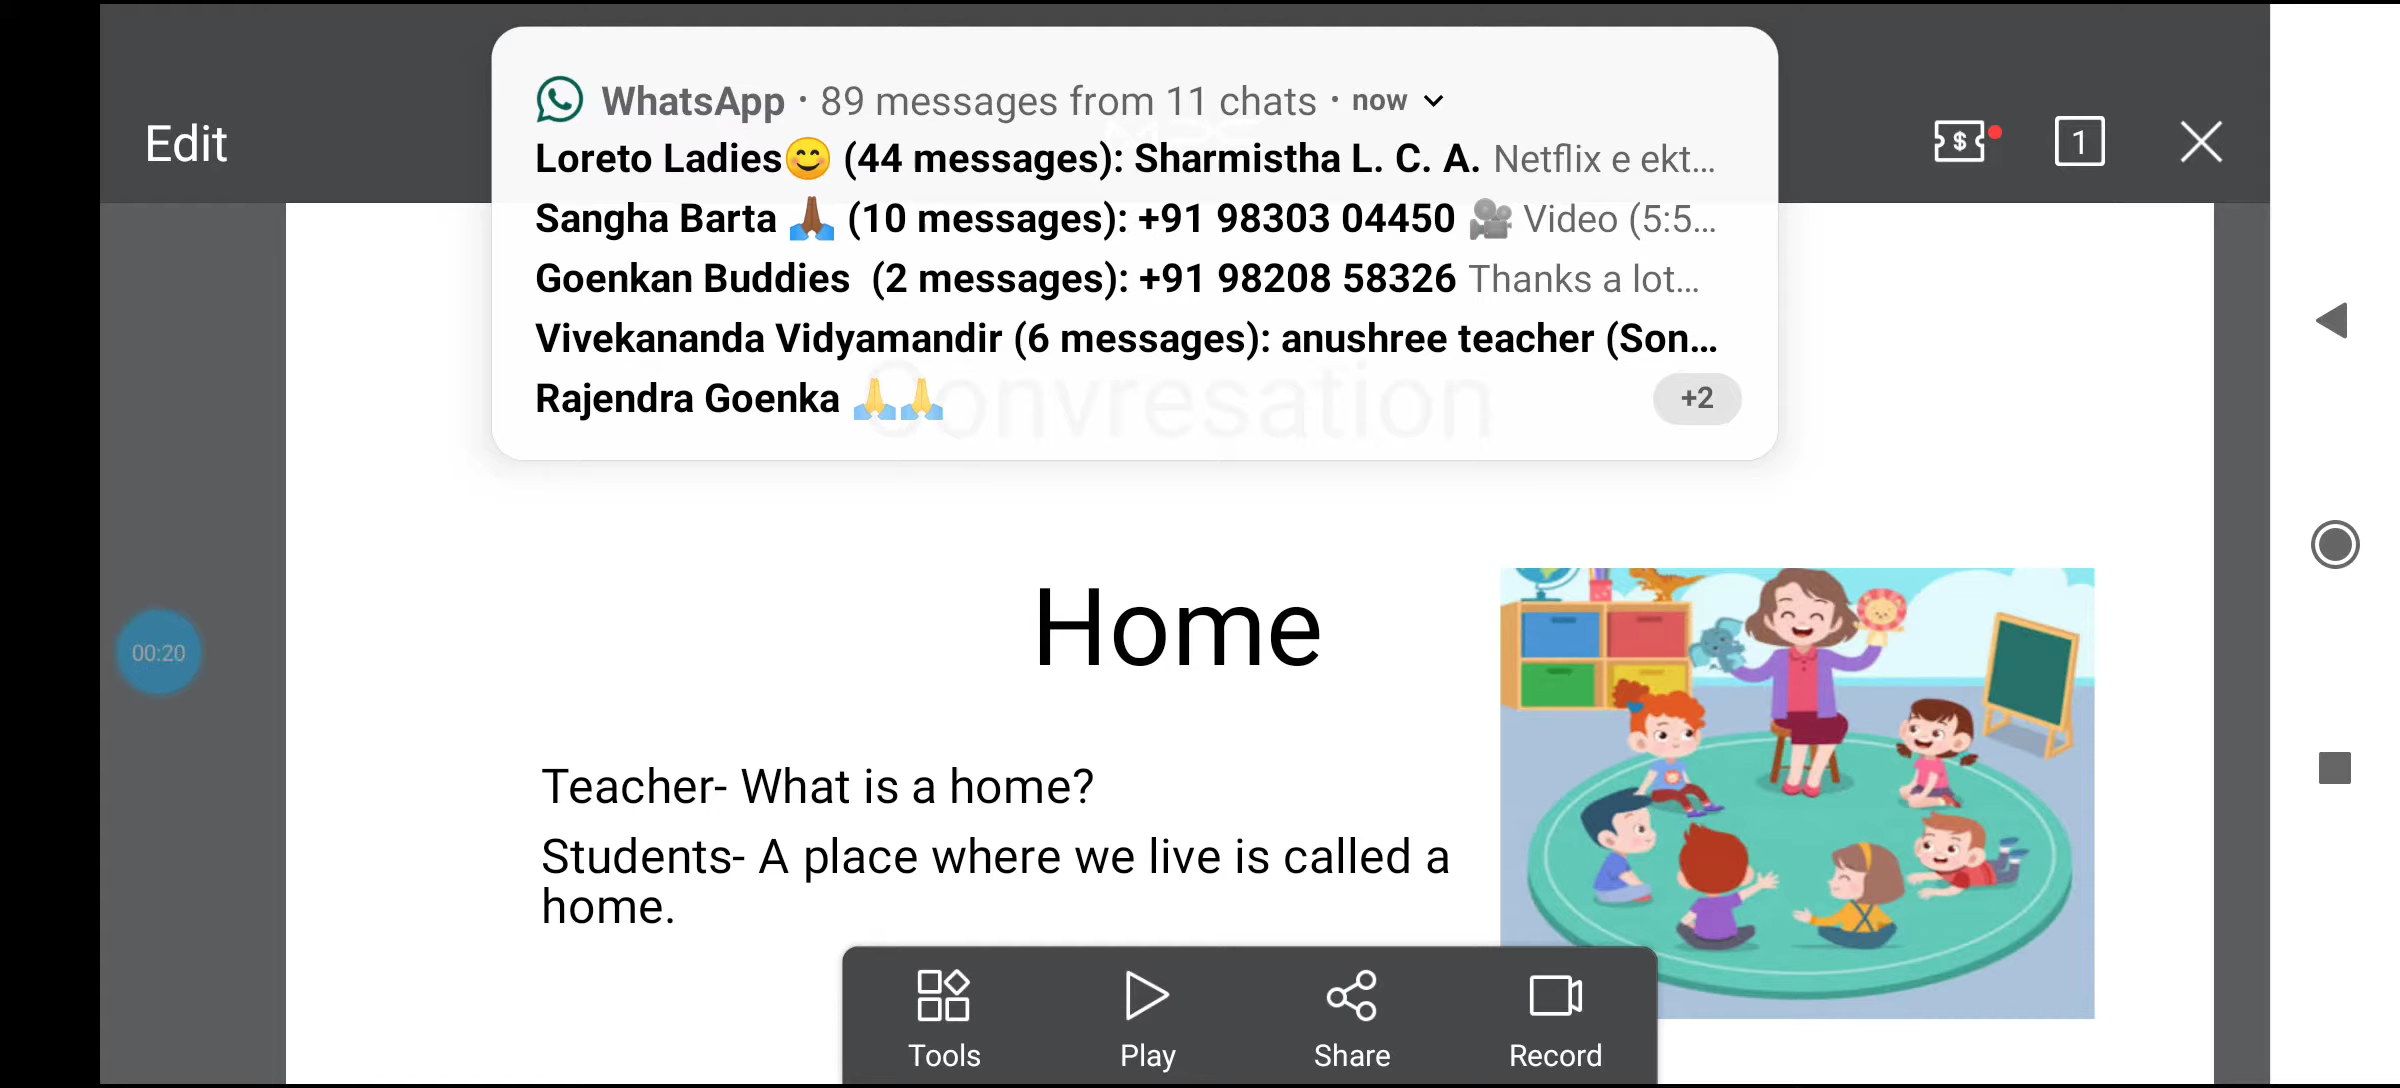 Edit
WhatsApp · 89 messages from 11 chats · now
Loreto Ladies😊 (44 messages): Sharmistha L. C. A. Netflix e ekt...
Sangha Barta 🙏🏾 (10 messages): +91 98303 04450 🎥 Video (5:5...
Goenkan Buddies (2 messages): +91 98208 58326 Thanks a lot...
Vivekananda Vidyamandir (6 messages): anushree teacher (Son...
Rajendra Goenka 🙏🙏
+2
$
1
Convresation
Home
00:20
Teacher- What is a home?
Students- A place where we live is called a
home.
Tools
Play
Share
Record